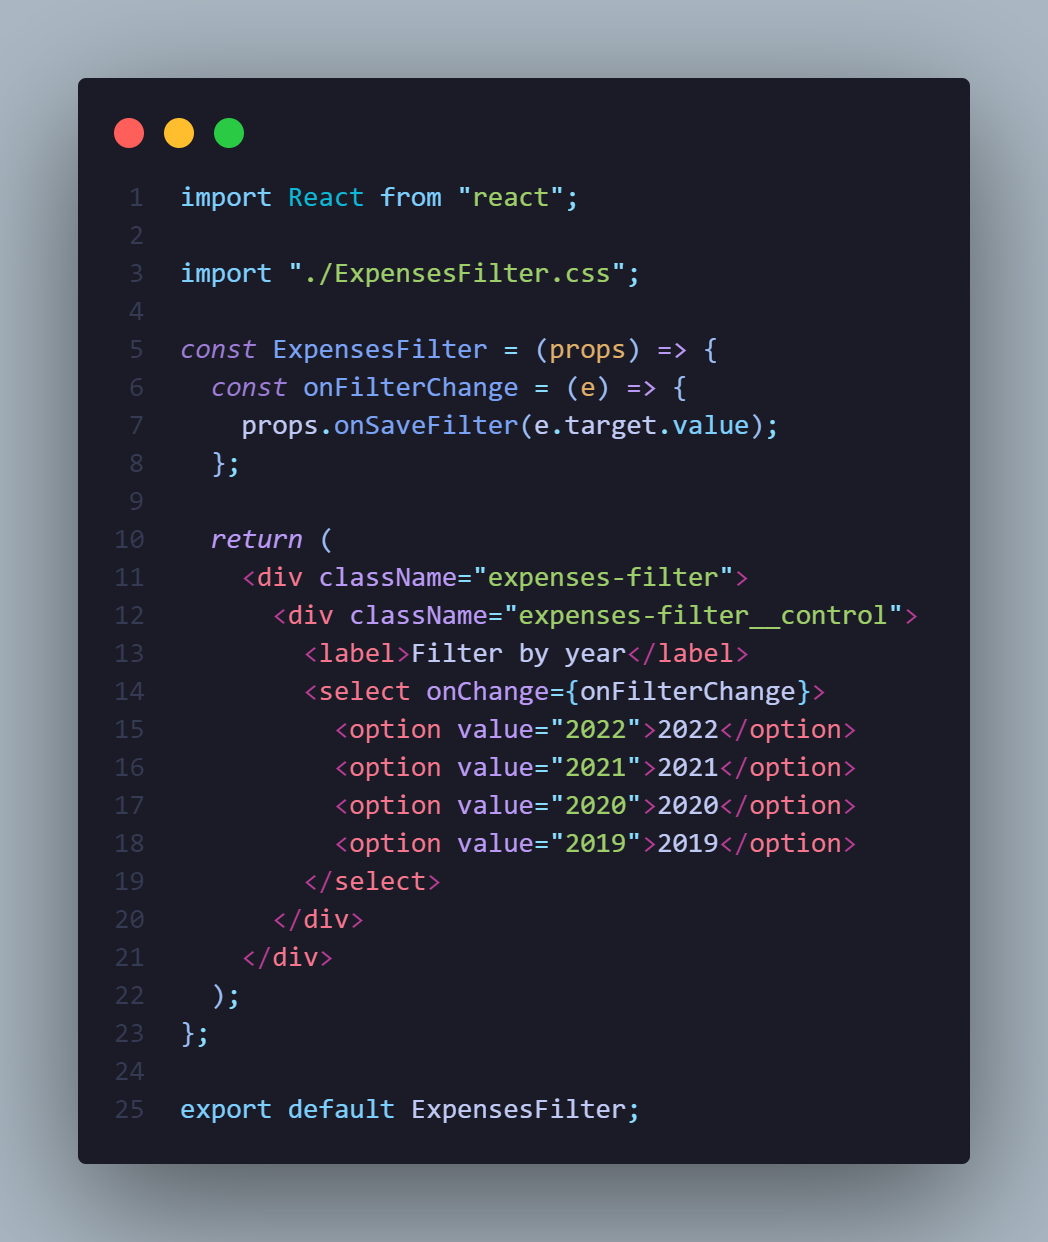 1 import React from "react";
2
3 import "./ExpensesFilter.css";
4
5 const ExpensesFilter = (props) => {
6   const onFilterChange = (e) => {
7     props.onSaveFilter(e.target.value);
8   };
9
10   return (
11     <div className="expenses-filter">
12       <div className="expenses-filter__control">
13         <label>Filter by year</label>
14         <select onChange={onFilterChange}>
15           <option value="2022">2022</option>
16           <option value="2021">2021</option>
17           <option value="2020">2020</option>
18           <option value="2019">2019</option>
19         </select>
20       </div>
21     </div>
22   );
23 };
24
25 export default ExpensesFilter;